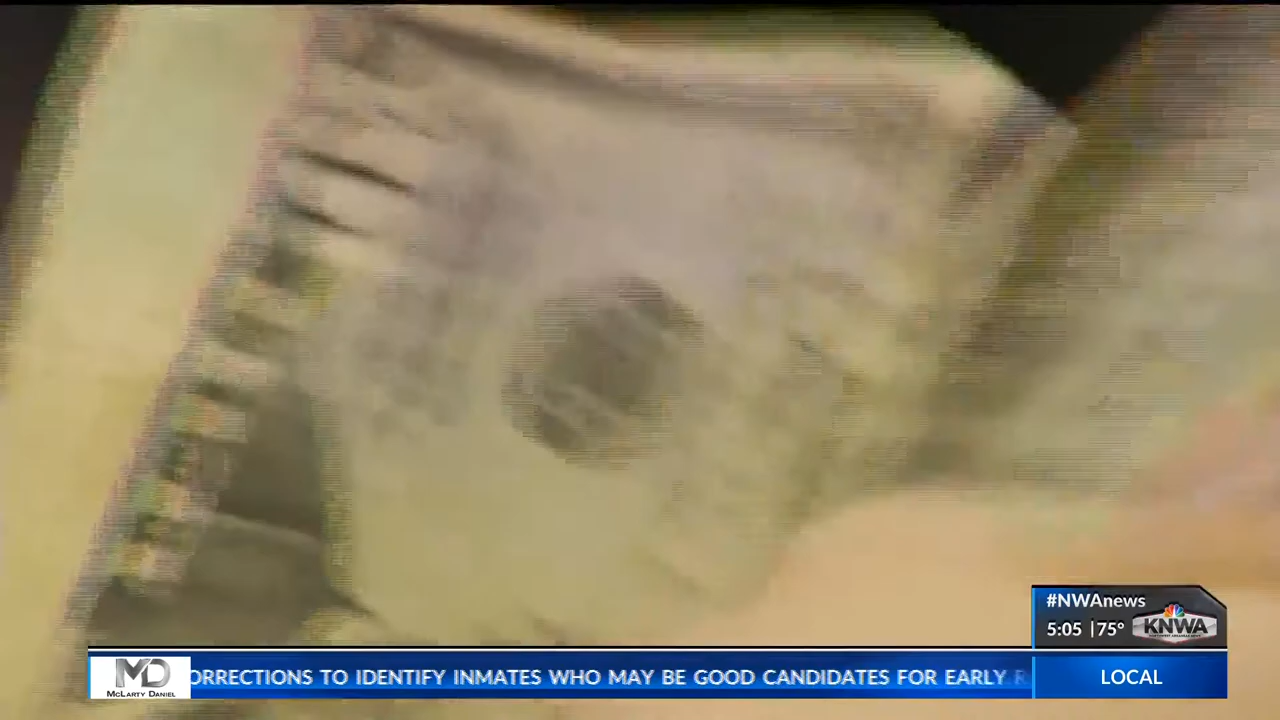 #NWAnews
5:05 | 75°
KNWA
MD
MCLARTY DANIEL
ORRECTIONS TO IDENTIFY INMATES WHO MAY BE GOOD CANDIDATES FOR EARLY
LOCAL